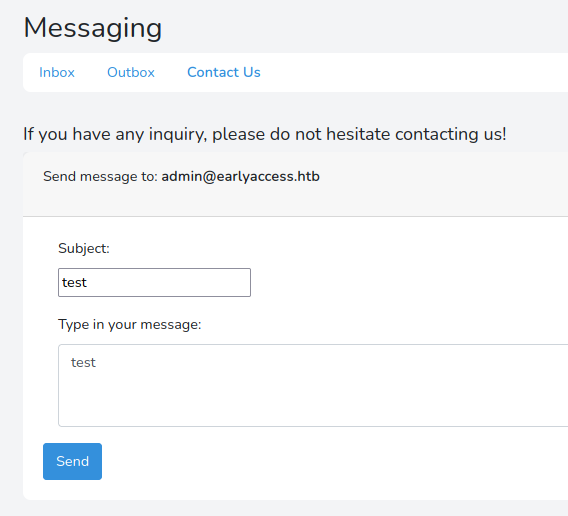 Messaging
Inbox Outbox Contact Us
If you have any inquiry, please do not hesitate contacting us!
Send message to: admin@earlyaccess.htb
Subject:
test
Type in your message:
test
Send